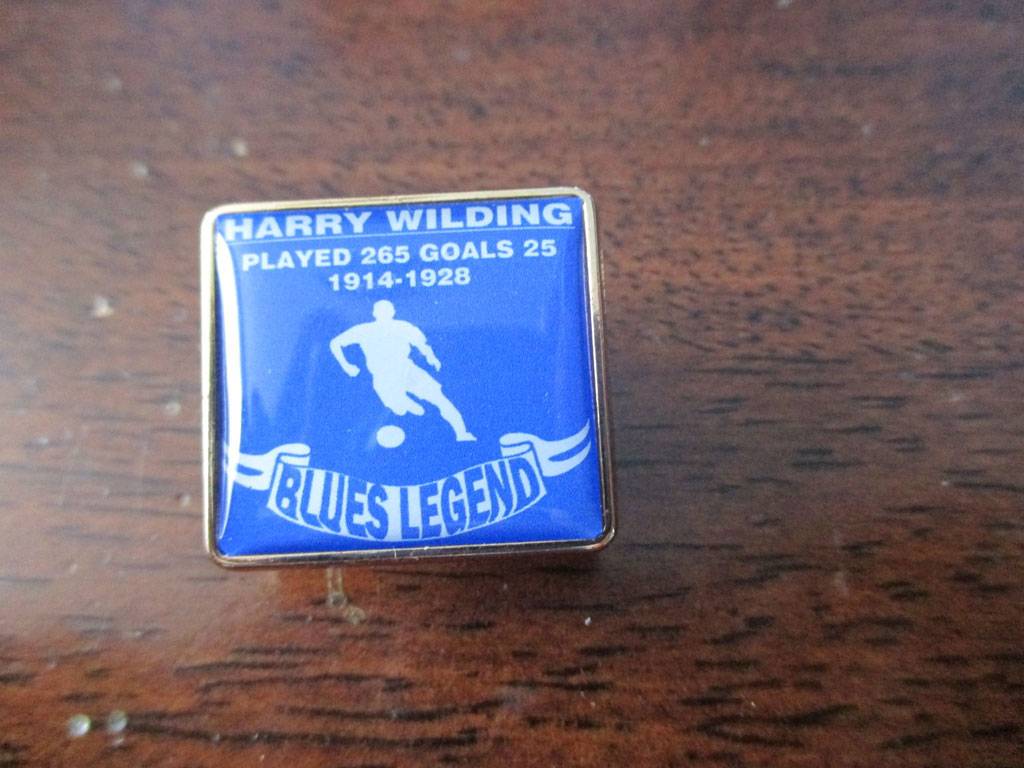 HARRY WILDING
PLAYED 265 GOALS 25
1914-1928
BLUES LEGEND